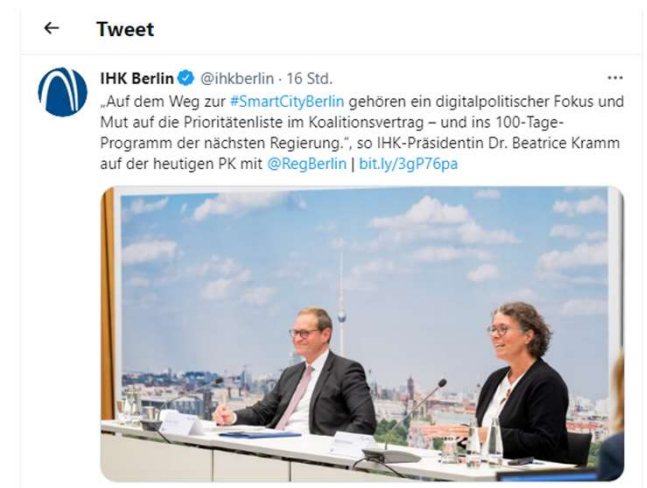 Tweet
IHK Berlin @ihkberlin · 16 Std.
„Auf dem Weg zur #SmartCityBerlin gehören ein digitalpolitischer Fokus und
Mut auf die Prioritätenliste im Koalitionsvertrag – und ins 100-Tage-
Programm der nächsten Regierung.“, so IHK-Präsidentin Dr. Beatrice Kramm
auf der heutigen PK mit @RegBerlin | bit.ly/3gP76pa